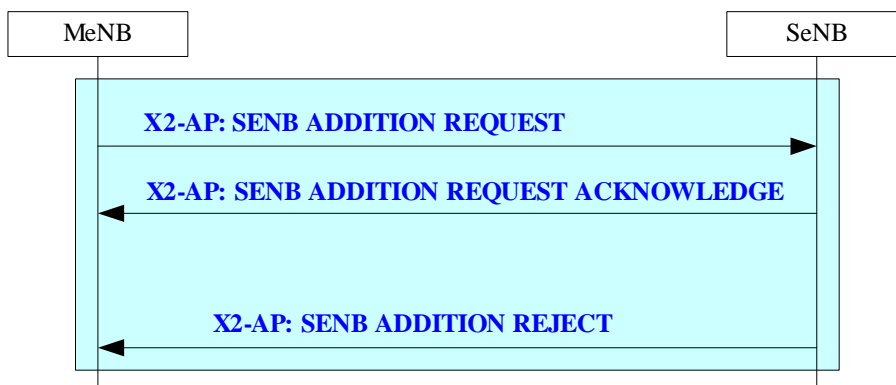 MeNB
SeNB
X2-AP: SENB ADDITION REQUEST
X2-AP: SENB ADDITION REQUEST ACKNOWLEDGE
X2-AP: SENB ADDITION REJECT